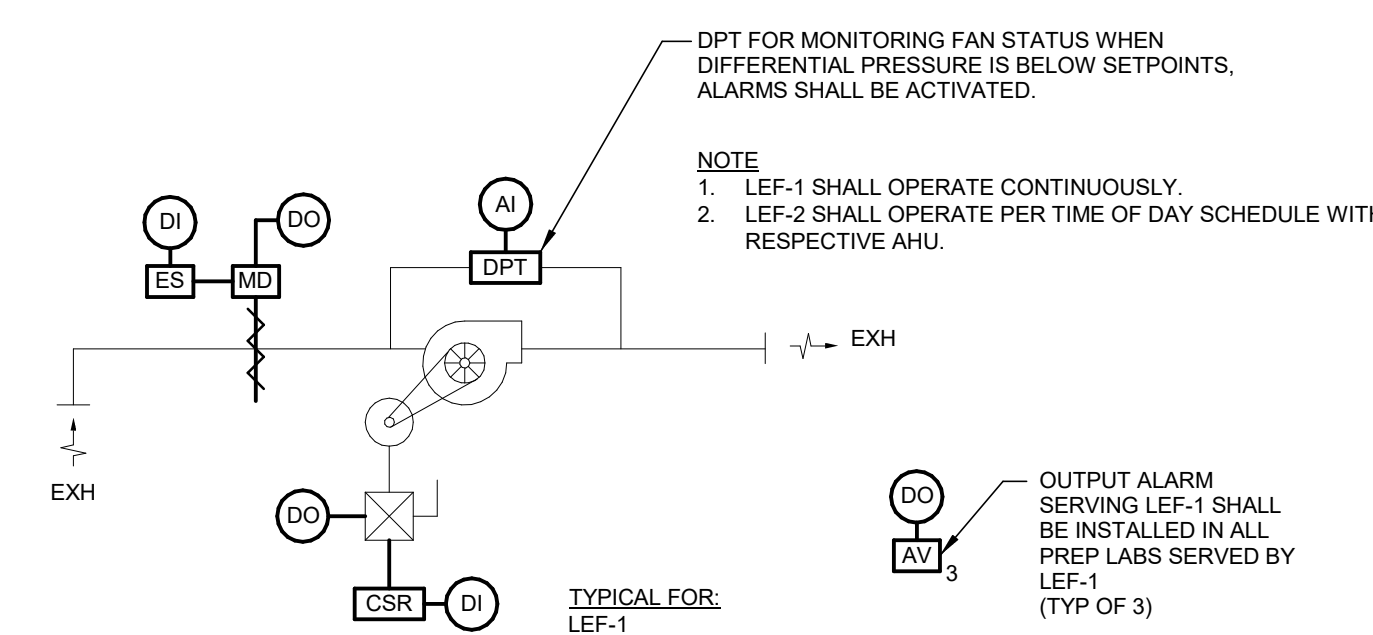 DPT FOR MONITORING FAN STATUS WHEN
DIFFERENTIAL PRESSURE IS BELOW SETPOINTS,
ALARMS SHALL BE ACTIVATED.
NOTE
1. LEF-1 SHALL OPERATE CONTINUOUSLY.
2. LEF-2 SHALL OPERATE PER TIME OF DAY SCHEDULE WITH
RESPECTIVE AHU.
DI
DO
AI
ES
MD
DPT
EXH
EXH
DO
CSR
DI
TYPICAL FOR:
LEF-1
DO
AV
3
OUTPUT ALARM
SERVING LEF-1 SHALL
BE INSTALLED IN ALL
PREP LABS SERVED BY
LEF-1
(TYP OF 3)